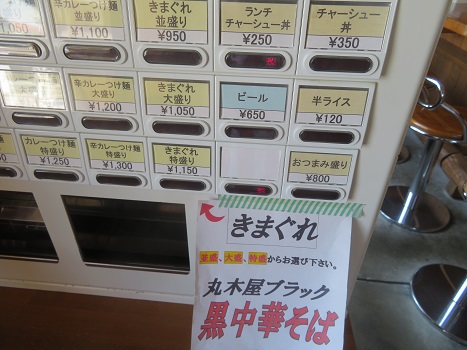 ¥1,050
辛カレーつけ麺
並盛り
¥1,100
きまぐれ
並盛り
¥950
ランチ
チャーシュー丼
¥250
チャーシュー
丼
¥350
辛カレーつけ麺
大盛り
¥1,200
きまぐれ
大盛り
¥1,050
ビール
¥650
半ライス
¥120
カレーつけ麺
特盛り
¥1,250
辛カレーつけ麺
特盛り
¥1,300
きまぐれ
特盛り
¥1,150
おつまみ盛り
¥800
きまぐれ
並盛、大盛、特盛からお選び下さい。
丸木屋ブラック
黒中華そば